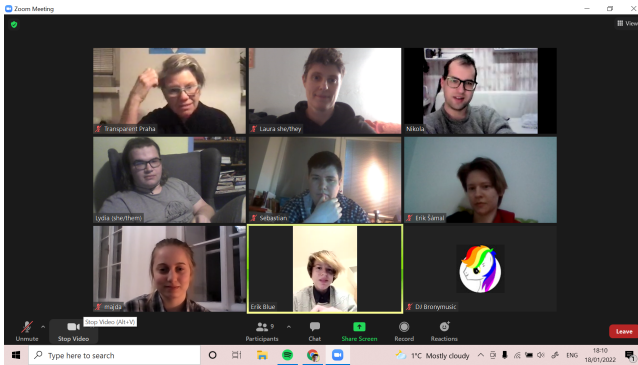 Zoom Meeting
View
Transparent Praha
Laura she/they
Nikola
Lydia (she/them)
Sebastian
Erik Šámal
majda
Erik Blue
DJ Bronymusic
Stop Video (Alt+V)
9
Unmute
Stop Video
Participants
Chat
Share Screen
Record
Reactions
Leave
Type here to search
1°C Mostly cloudy
ENG
18:10
18/01/2022